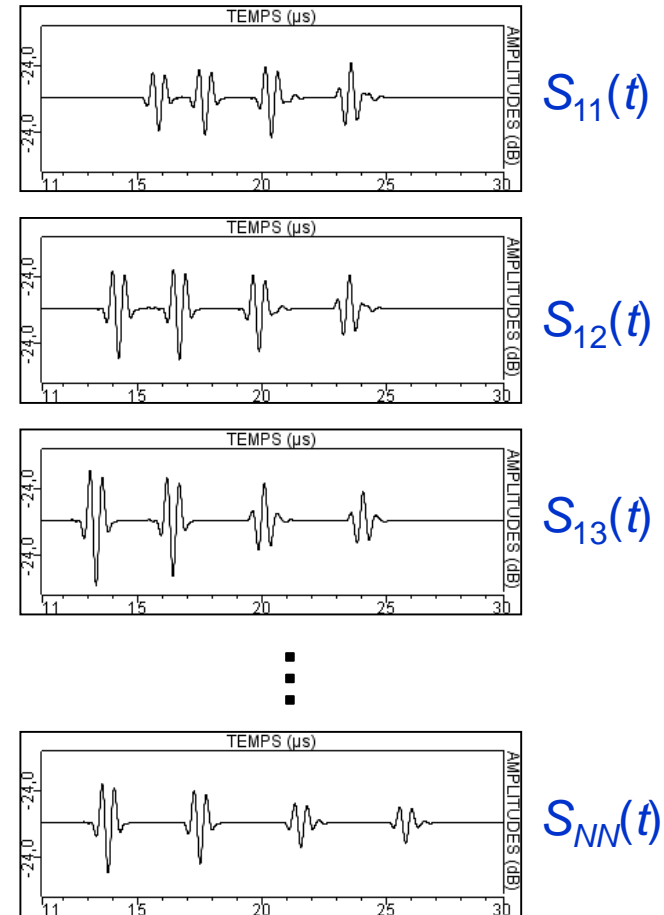 TEMPS (µs)
-24,0
-24,0
AMPLITUDES (dB)
11 15 20 25 30
S11(t)
TEMPS (µs)
-24,0
-24,0
AMPLITUDES (dB)
11 15 20 25 30
S12(t)
TEMPS (µs)
-24,0
-24,0
AMPLITUDES (dB)
11 15 20 25 30
S13(t)
TEMPS (µs)
-24,0
-24,0
AMPLITUDES (dB)
11 15 20 25 30
SNN(t)